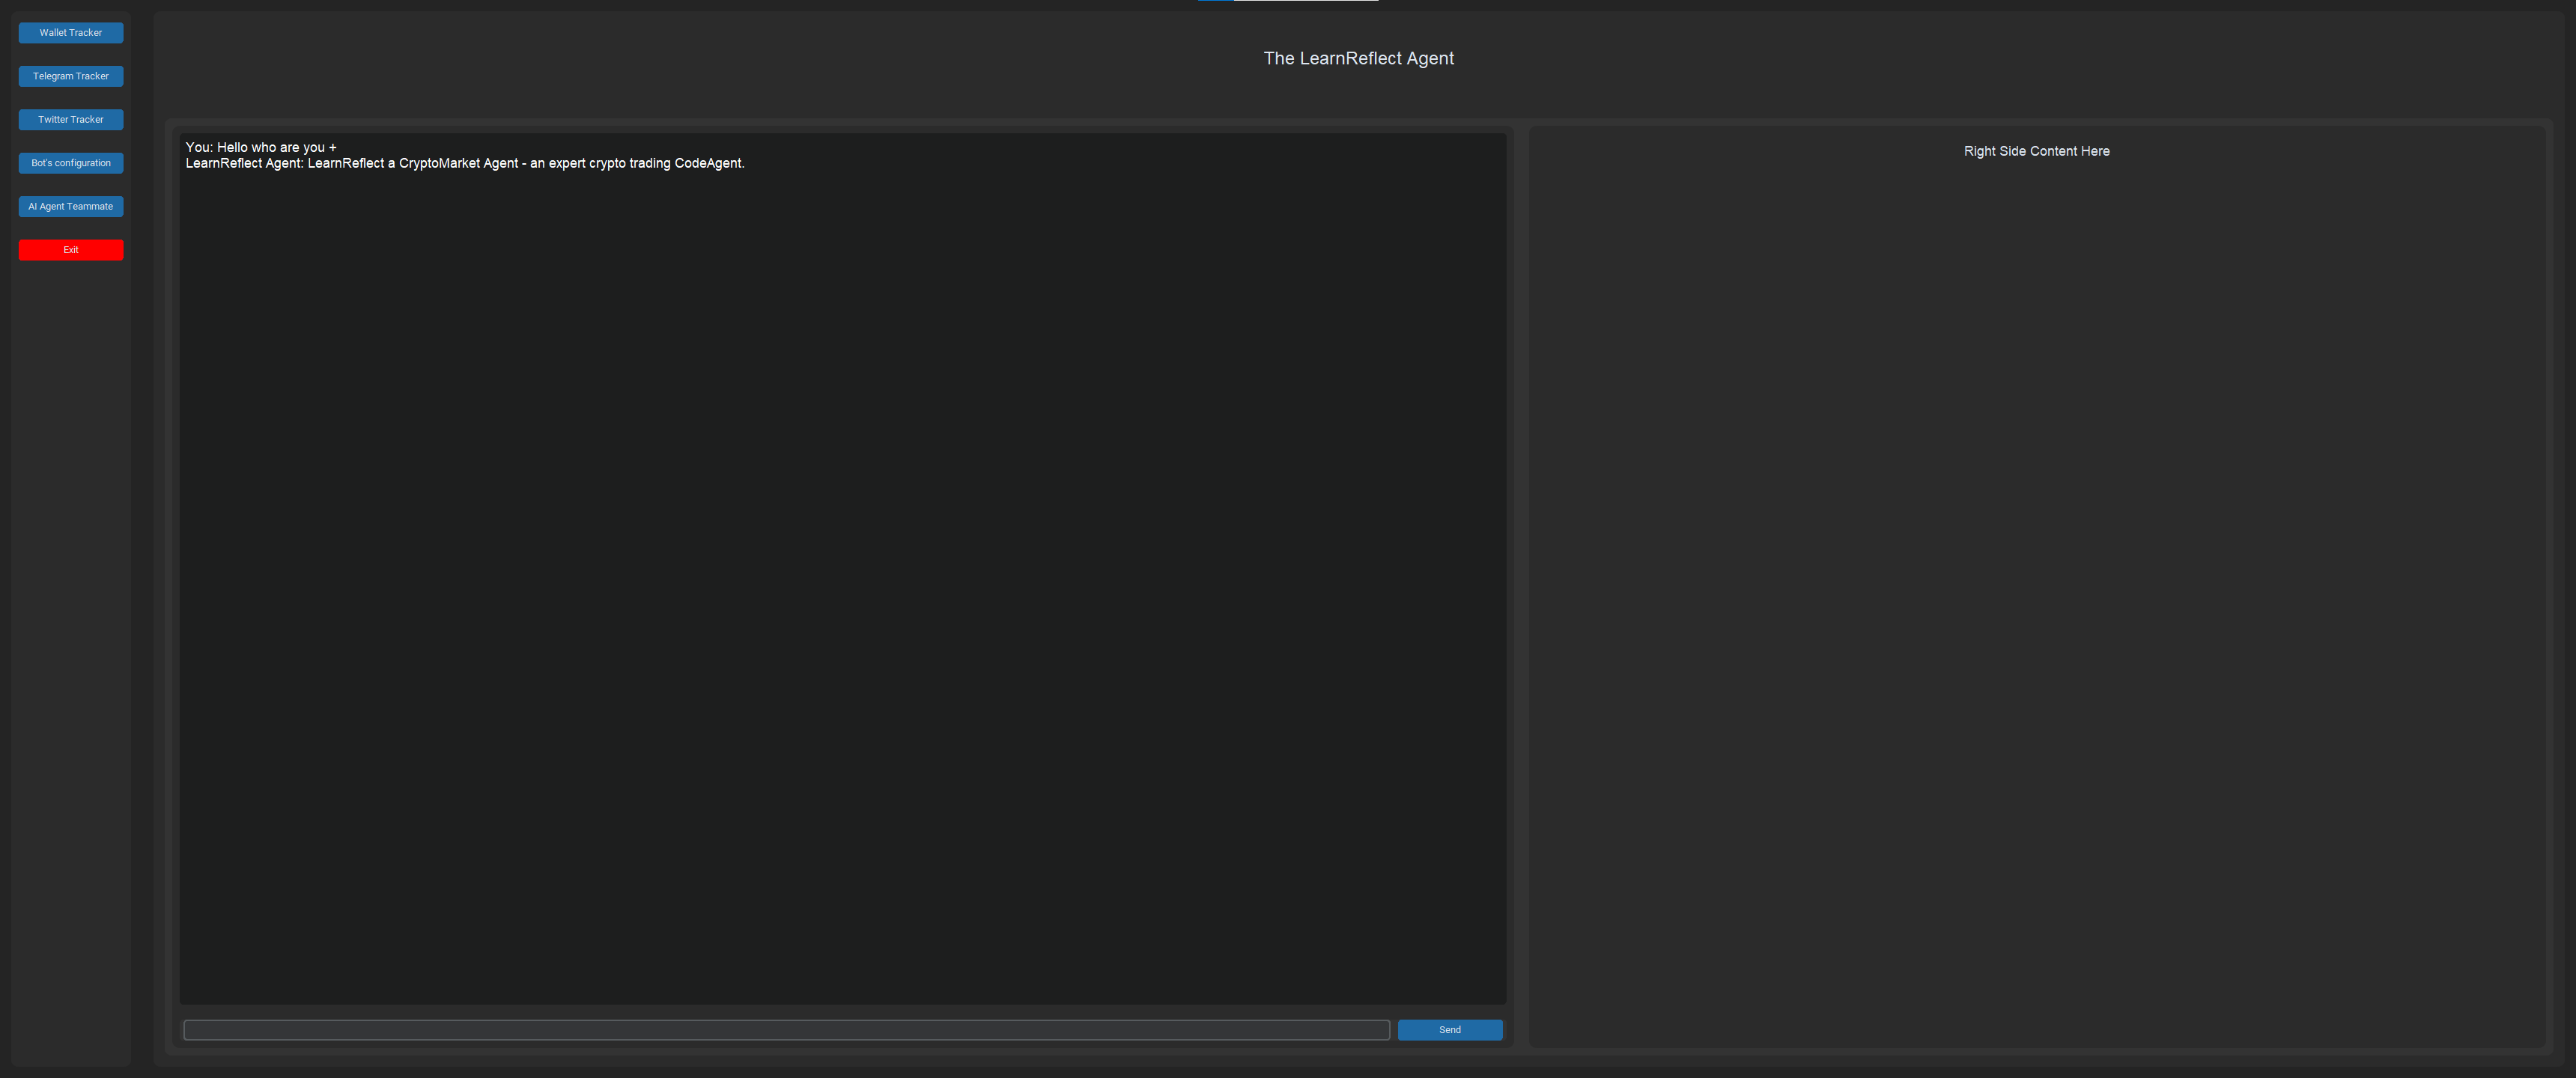 Wallet Tracker
Telegram Tracker
Twitter Tracker
Bot's configuration
AI Agent Teammate
Exit
The LearnReflect Agent
You: Hello who are you +
LearnReflect Agent: LearnReflect a CryptoMarket Agent - an expert crypto trading CodeAgent.
Send
Right Side Content Here